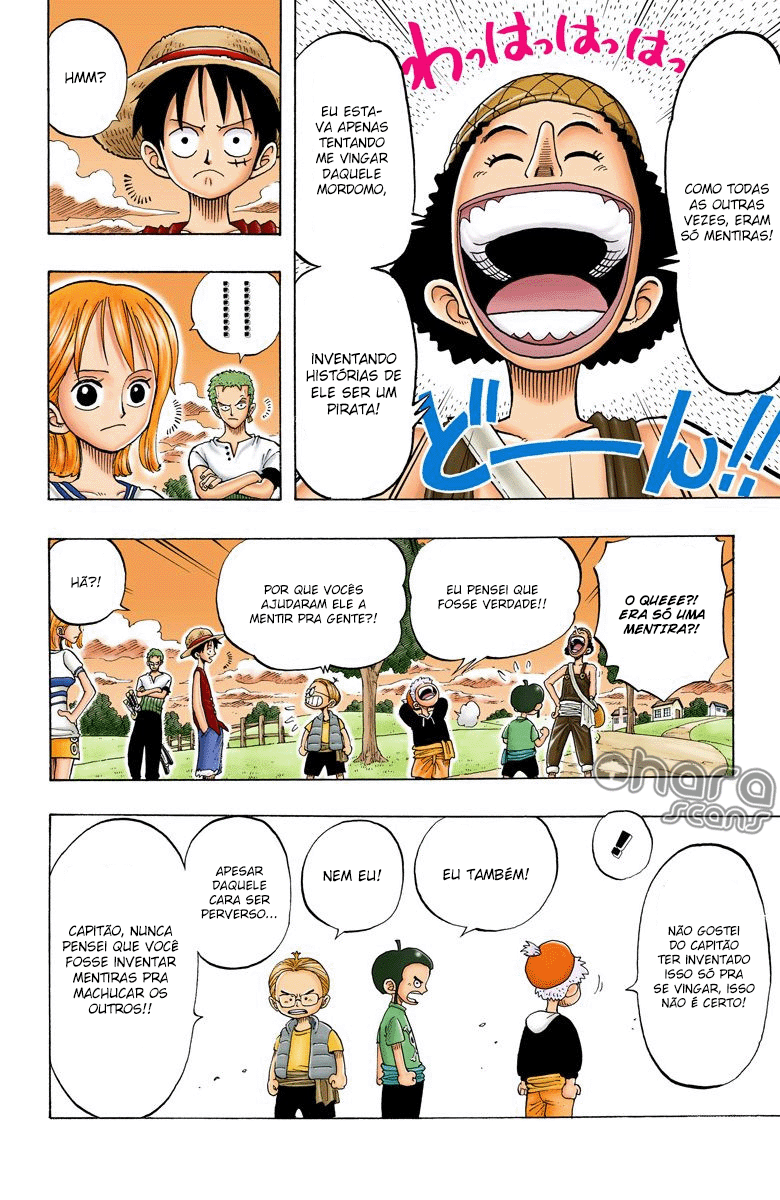 わっはっはっはっ
COMO TODAS
AS OUTRAS
VEZES, ERAM
SÓ MENTIRAS!
EU ESTA-
VA APENAS
TENTANDO
ME VINGAR
DAQUELE
MORDOMO,
INVENTANDO
HISTÓRIAS DE
ELE SER UM
PIRATA!
どーん!!
HMM?
!!
O QUEEE?!
ERA SÓ UMA
MENTIRA?!
EU PENSEI QUE
FOSSE VERDADE!!
POR QUE VOCÊS
AJUDARAM ELE A
MENTIR PRA GENTE?!
HÃ?!
thara
scans
!
NÃO GOSTEI
DO CAPITÃO
TER INVENTADO
ISSO SÓ PRA
SE VINGAR, ISSO
NÃO É CERTO!
EU TAMBÉM!
NEM EU!
APESAR
DAQUELE
CARA SER
PERVERSO...
CAPITÃO, NUNCA
PENSEI QUE VOCÊ
FOSSE INVENTAR
MENTIRAS PRA
MACHUCAR OS
OUTROS!!